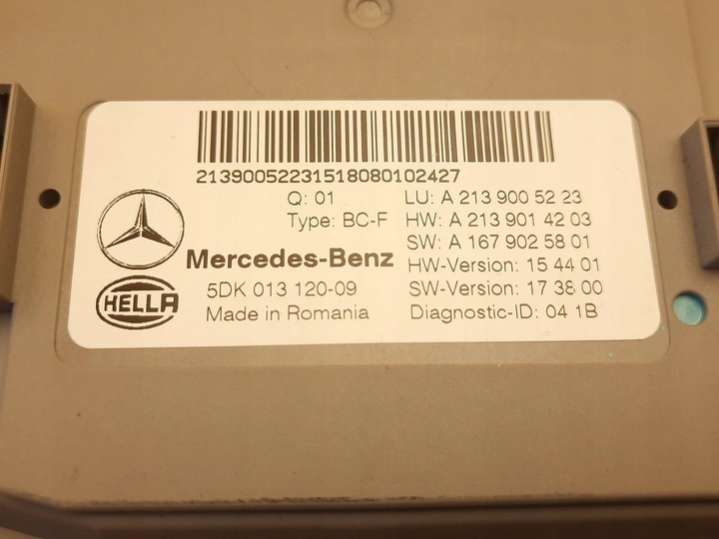 21390052231518080102427
Q: 01
LU: A 213 900 52 23
Type: BC-F
HW: A 213 901 42 03
SW: A 167 902 58 01
Mercedes-Benz
HW-Version: 15 44 01
HELLA
5DK 013 120-09
SW-Version: 17 38 00
Made in Romania
Diagnostic-ID: 04 1B